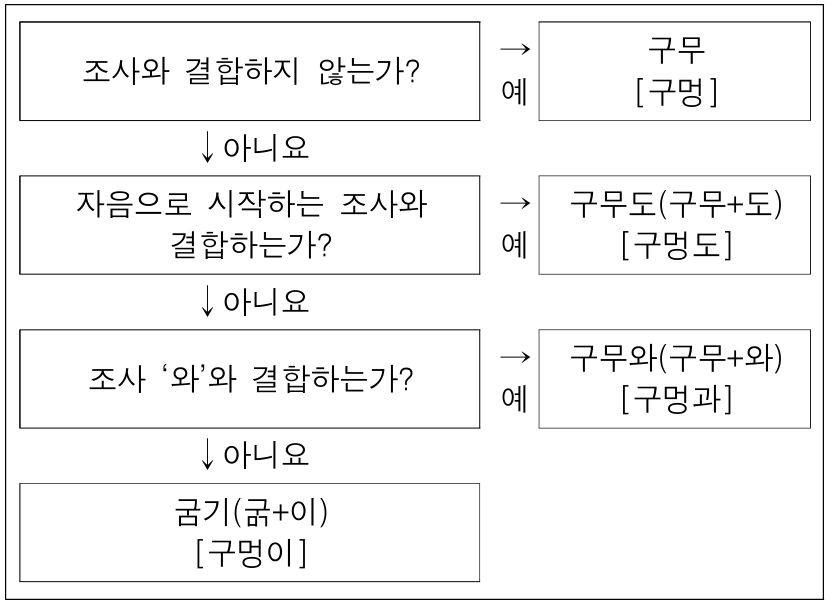 조사와 결합하지 않는가?
→
예
구무
[구멍]
↓아니요
자음으로 시작하는 조사와
결합하는가?
→
예
구무도(구무+도)
[구멍도]
↓아니요
조사 ‘와’와 결합하는가?
→
예
구무와(구무+와)
[구멍과]
↓아니요
굼기(굶+이)
[구멍이]